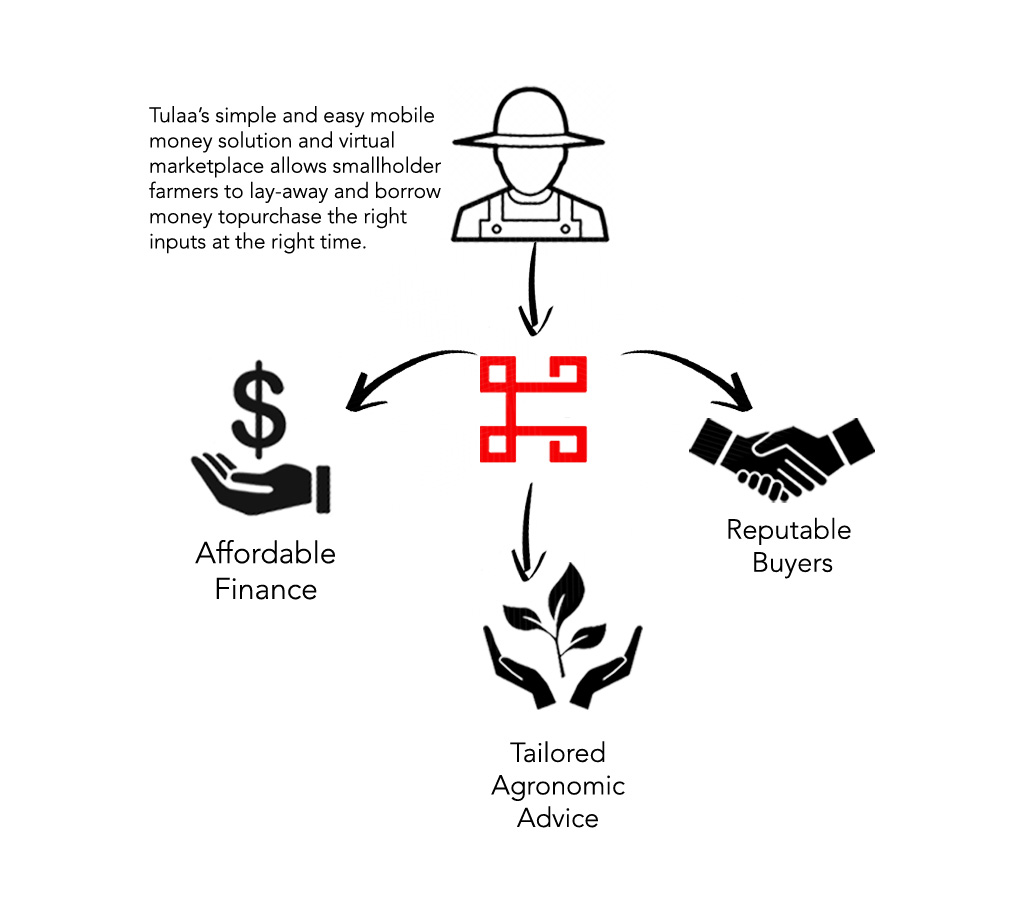 Tulaa's simple and easy mobile
money solution and virtual
marketplace allows smallholder
farmers to lay-away and borrow
money topurchase the right
inputs at the right time.
Affordable
Finance
Reputable
Buyers
Tailored
Agronomic
Advice